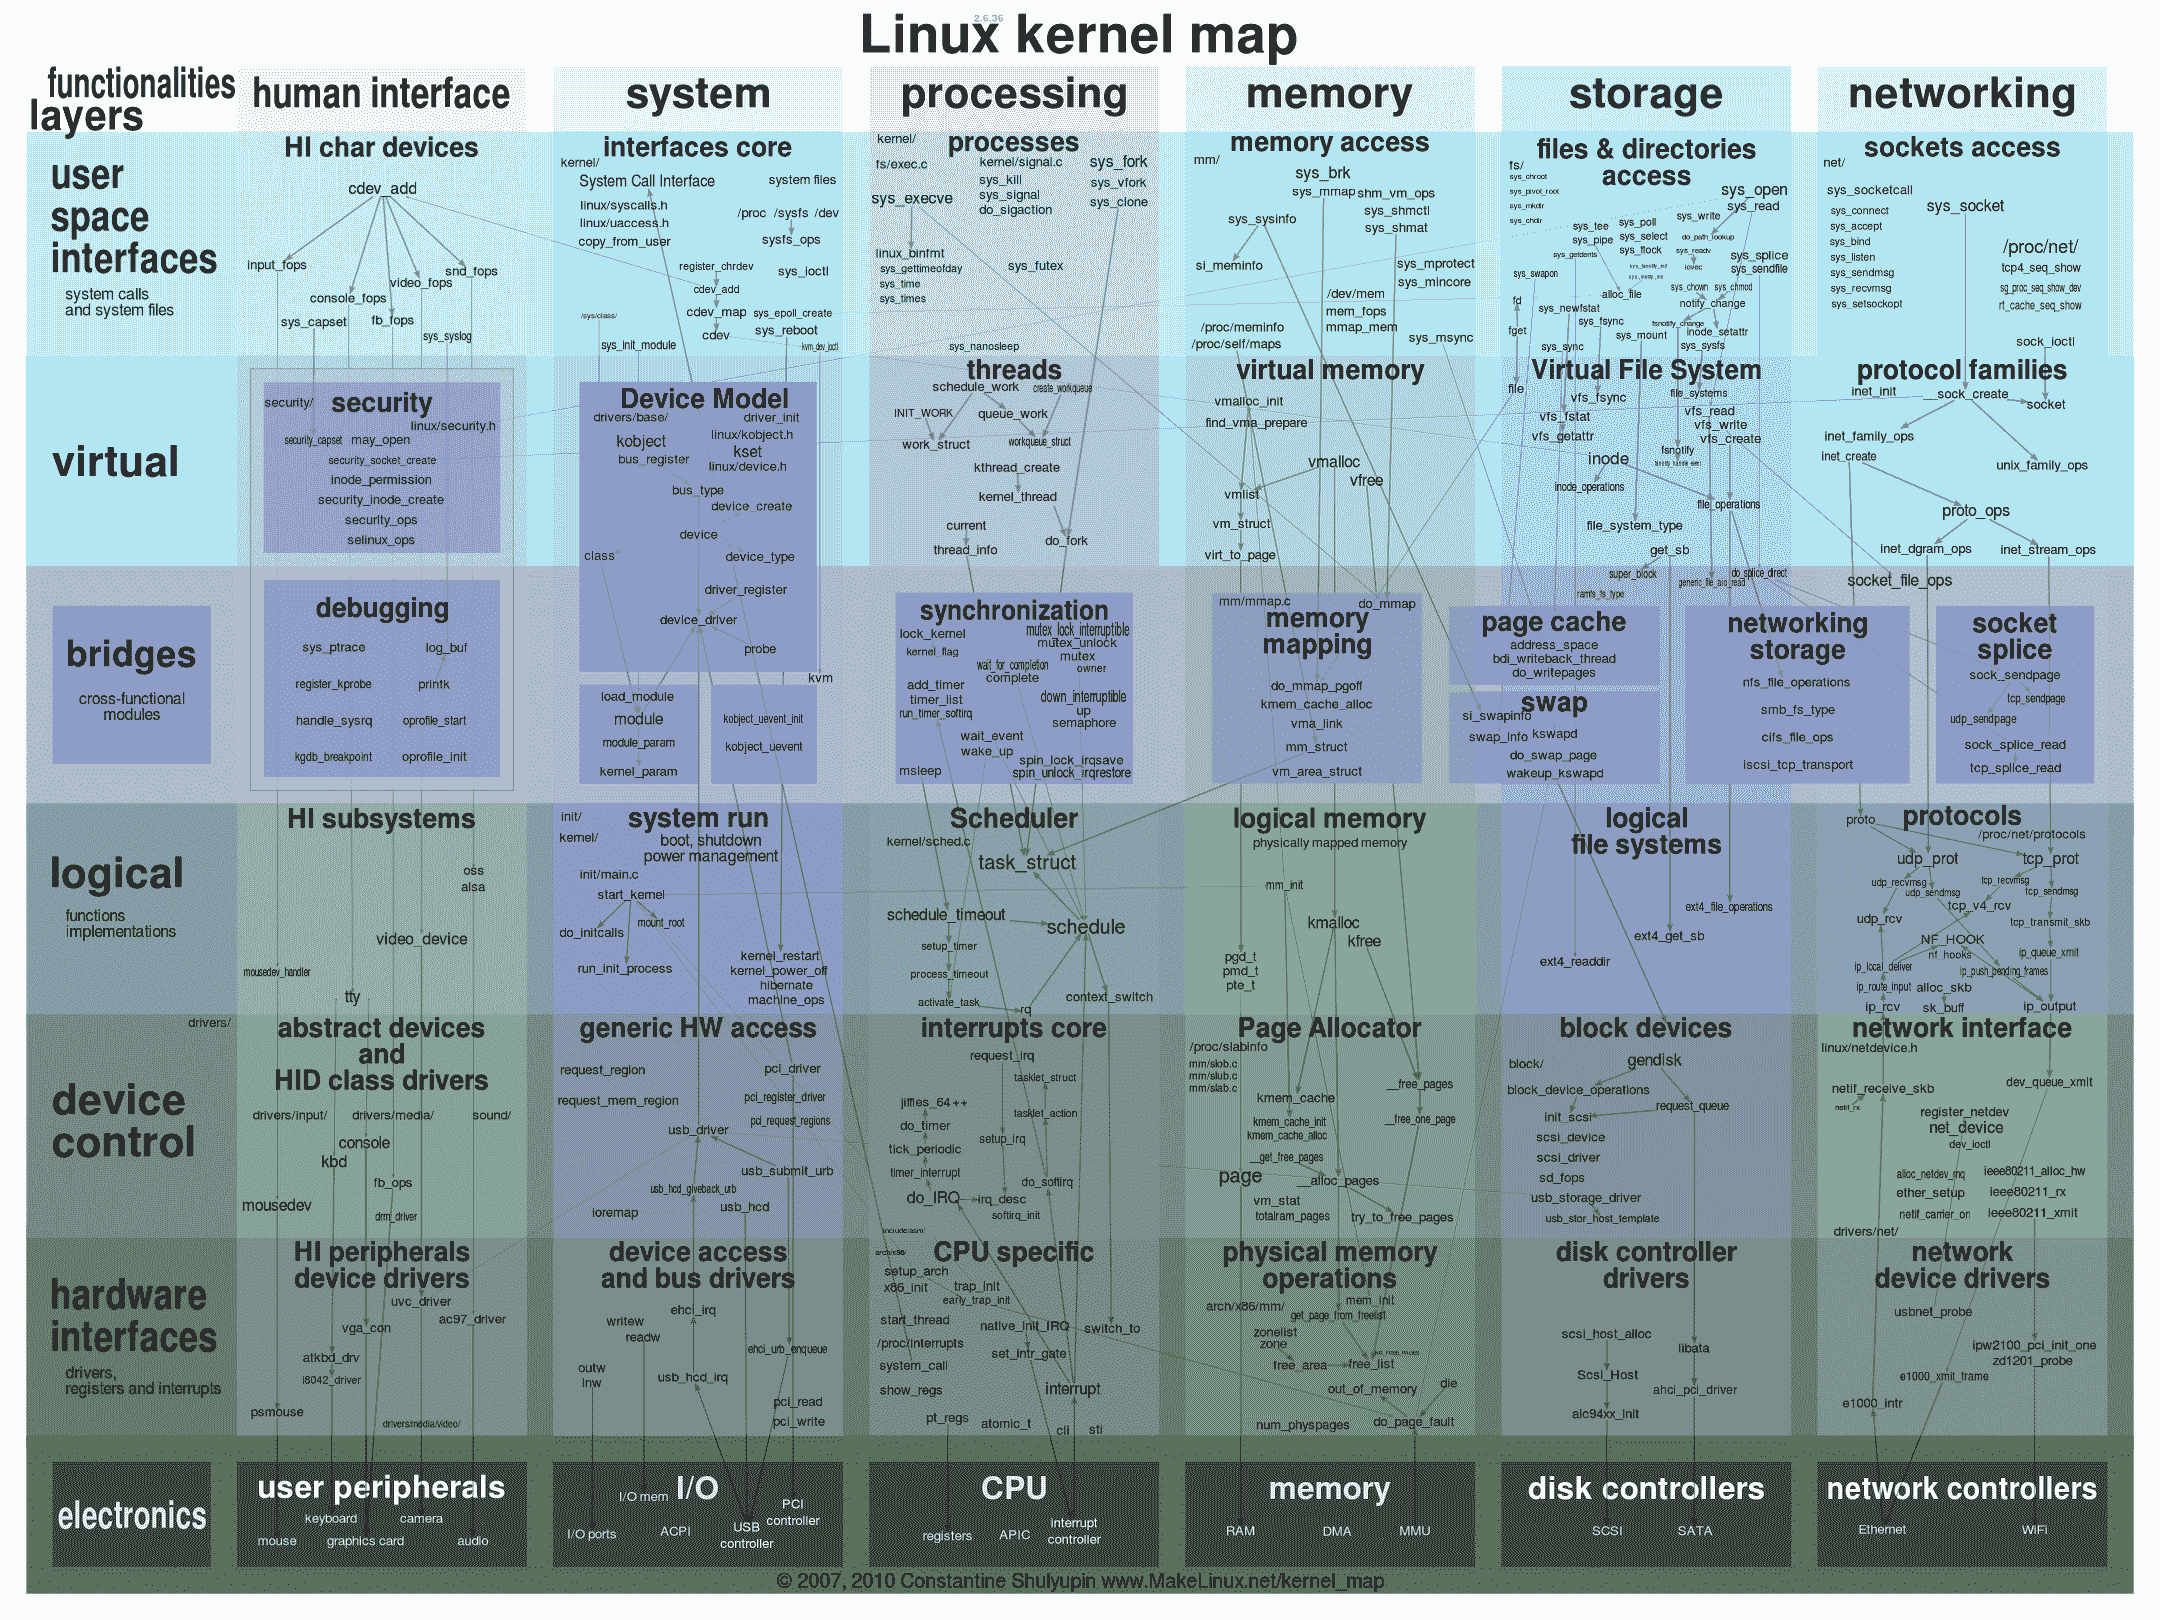 2.6.36
Linux kernel map
functionalities
layers
human interface
system
processing
memory
storage
networking
user
space
interfaces
system calls
and system files
HI char devices
cdev_add
input_fops
snd_fops
video_fops
console_fops
sys_capset
fb_fops
sys_syslog
interfaces core
kernel/
System Call Interface
system files
linux/syscalls.h
/proc /sysfs /dev
linux/uaccess.h
copy_from_user
sysfs_ops
register_chrdev
sys_ioctl
cdev_add
cdev_map
sys_epoll_create
/sys/class/
cdev
sys_reboot
sys_init_module
kvm_dev_ioctl
processes
kernel/
fs/exec.c
kernel/signal.c
sys_fork
sys_kill
sys_vfork
sys_execve
sys_signal
sys_clone
do_sigaction
linux_binfmt
sys_gettimeofday
sys_futex
sys_time
sys_times
sys_nanosleep
memory access
mm/
sys_brk
sys_mmap
shm_vm_ops
sys_shmctl
sys_sysinfo
sys_shmat
si_meminfo
sys_mprotect
sys_mincore
/dev/mem
mem_fops
/proc/meminfo
mmap_mem
/proc/self/maps
sys_msync
files & directories
access
fs/
sys_chroot
sys_pivot_root
sys_mkdir
sys_chdir
sys_open
sys_read
sys_write
sys_tee
sys_poll
sys_pipe
sys_select
do_path_lookup
sys_getdents
sys_flock
sys_readv
sys_splice
sys_swapon
iovec
sys_sendfile
sys_chown
sys_chmod
fd
alloc_file
notify_change
sys_newfstat
sys_fsync
fsnotify_change
fget
sys_mount
inode_setattr
sys_sync
sys_sysfs
sockets access
net/
sys_socketcall
sys_socket
sys_connect
sys_accept
sys_bind
sys_listen
sys_sendmsg
sys_recvmsg
sys_setsockopt
/proc/net/
tcp4_seq_show
sg_proc_seq_show_dev
rt_cache_seq_show
sock_ioctl
virtual
security
security/
linux/security.h
security_capset
may_open
security_socket_create
inode_permission
security_inode_create
security_ops
selinux_ops
Device Model
drivers/base/
driver_init
kobject
linux/kobject.h
kset
bus_register
linux/device.h
bus_type
device_create
device
class
device_type
driver_register
device_driver
probe
kvm
threads
schedule_work
create_workqueue
INIT_WORK
queue_work
work_struct
workqueue_struct
kthread_create
kernel_thread
current
thread_info
do_fork
virtual memory
vmalloc_init
find_vma_prepare
vmalloc
vfree
vmlist
vm_struct
virt_to_page
Virtual File System
file
vfs_fsync
file_systems
vfs_fstat
vfs_read
vfs_write
vfs_getattr
vfs_create
fsnotify
inode
fsnotify_handle_event
inode_operations
file_operations
file_system_type
get_sb
super_block
do_splice_direct
generic_file_aio_read
ramfs_fs_type
protocol families
inet_init
__sock_create
socket
inet_family_ops
inet_create
unix_family_ops
proto_ops
inet_dgram_ops
inet_stream_ops
socket_file_ops
bridges
cross-functional
modules
debugging
sys_ptrace
log_buf
register_kprobe
printk
handle_sysrq
oprofile_start
kgdb_breakpoint
oprofile_init
load_module
module
module_param
kernel_param
kobject_uevent_init
kobject_uevent
synchronization
lock_kernel
mutex_lock_interruptible
kernel_flag
mutex_unlock
mutex
wait_for_completion
owner
complete
add_timer
timer_list
down_interruptible
run_timer_softirq
up
semaphore
wait_event
wake_up
msleep
spin_lock_irqsave
spin_unlock_irqrestore
mm/mmap.c
do_mmap
memory
mapping
do_mmap_pgoff
kmem_cache_alloc
vma_link
mm_struct
vm_area_struct
page cache
address_space
bdi_writeback_thread
do_writepages
swap
si_swapinfo
swap_info
kswapd
do_swap_page
wakeup_kswapd
networking
storage
nfs_file_operations
smb_fs_type
cifs_file_ops
iscsi_tcp_transport
socket
splice
sock_sendpage
tcp_sendpage
udp_sendpage
sock_splice_read
tcp_splice_read
logical
functions
implementations
HI subsystems
oss
alsa
video_device
mousedev_handler
tty
system run
init/
kernel/
boot, shutdown
power management
init/main.c
start_kernel
do_initcalls
mount_root
run_init_process
kernel_restart
kernel_power_off
hibernate
machine_ops
Scheduler
kernel/sched.c
task_struct
schedule_timeout
schedule
setup_timer
process_timeout
activate_task
rq
context_switch
logical memory
physically mapped memory
mm_init
kmalloc
kfree
pgd_t
pmd_t
pte_t
logical
file systems
ext4_file_operations
ext4_get_sb
ext4_readdir
protocols
proto
/proc/net/protocols
udp_prot
tcp_prot
udp_recvmsg
tcp_recvmsg
udp_sendmsg
tcp_sendmsg
tcp_v4_rcv
udp_rcv
tcp_transmit_skb
NF_HOOK
nf_hooks
ip_queue_xmit
ip_local_deliver
ip_push_pending_frames
ip_route_input
alloc_skb
ip_rcv
sk_buff
ip_output
device
control
drivers/
abstract devices
and
HID class drivers
drivers/input/
drivers/media/
sound/
console
kbd
fb_ops
mousedev
drm_driver
generic HW access
request_region
pci_driver
request_mem_region
pci_register_driver
pci_request_regions
usb_driver
usb_submit_urb
usb_hcd_giveback_urb
ioremap
usb_hcd
interrupts core
request_irq
tasklet_struct
jiffies_64++
tasklet_action
do_timer
setup_irq
tick_periodic
timer_interrupt
do_softirq
do_IRQ
irq_desc
softirq_init
include/asm/
Page Allocator
/proc/slabinfo
mm/slob.c
mm/slub.c
mm/slab.c
__free_pages
kmem_cache
kmem_cache_init
__free_one_page
kmem_cache_alloc
__get_free_pages
page
__alloc_pages
vm_stat
totalram_pages
try_to_free_pages
block devices
block/
gendisk
block_device_operations
request_queue
init_scsi
scsi_device
scsi_driver
sd_fops
usb_storage_driver
usb_stor_host_template
network interface
linux/netdevice.h
netif_receive_skb
dev_queue_xmit
netif_rx
register_netdev
net_device
dev_ioctl
alloc_netdev_mq
ieee80211_alloc_hw
ether_setup
ieee80211_rx
netif_carrier_on
ieee80211_xmit
drivers/net/
hardware
interfaces
drivers,
registers and interrupts
HI peripherals
device drivers
uvc_driver
ac97_driver
vga_con
atkbd_drv
i8042_driver
psmouse
drivers/media/video/
device access
and bus drivers
ehci_irq
writew
readw
ehci_urb_enqueue
outw
inw
usb_hcd_irq
pci_read
pci_write
CPU specific
arch/x86/
setup_arch
x86_init
trap_init
early_trap_init
start_thread
native_init_IRQ
switch_to
/proc/interrupts
set_intr_gate
system_call
show_regs
interrupt
pt_regs
atomic_t
cli
sti
physical memory
operations
arch/x86/mm/
mem_init
get_page_from_freelist
zonelist
zone
free_area
free_list
out_of_memory
die
num_physpages
do_page_fault
disk controller
drivers
scsi_host_alloc
libata
Scsi_Host
ahci_pci_driver
aic94xx_init
network
device drivers
usbnet_probe
ipw2100_pci_init_one
zd1201_probe
e1000_xmit_frame
e1000_intr
electronics
user peripherals
keyboard
camera
mouse
graphics card
audio
I/O
I/O mem
PCI
controller
I/O ports
ACPI
USB
controller
CPU
registers
APIC
interrupt
controller
memory
RAM
DMA
MMU
disk controllers
SCSI
SATA
network controllers
Ethernet
WiFi
© 2007, 2010 Constantine Shulyupin www.MakeLinux.net/kernel_map